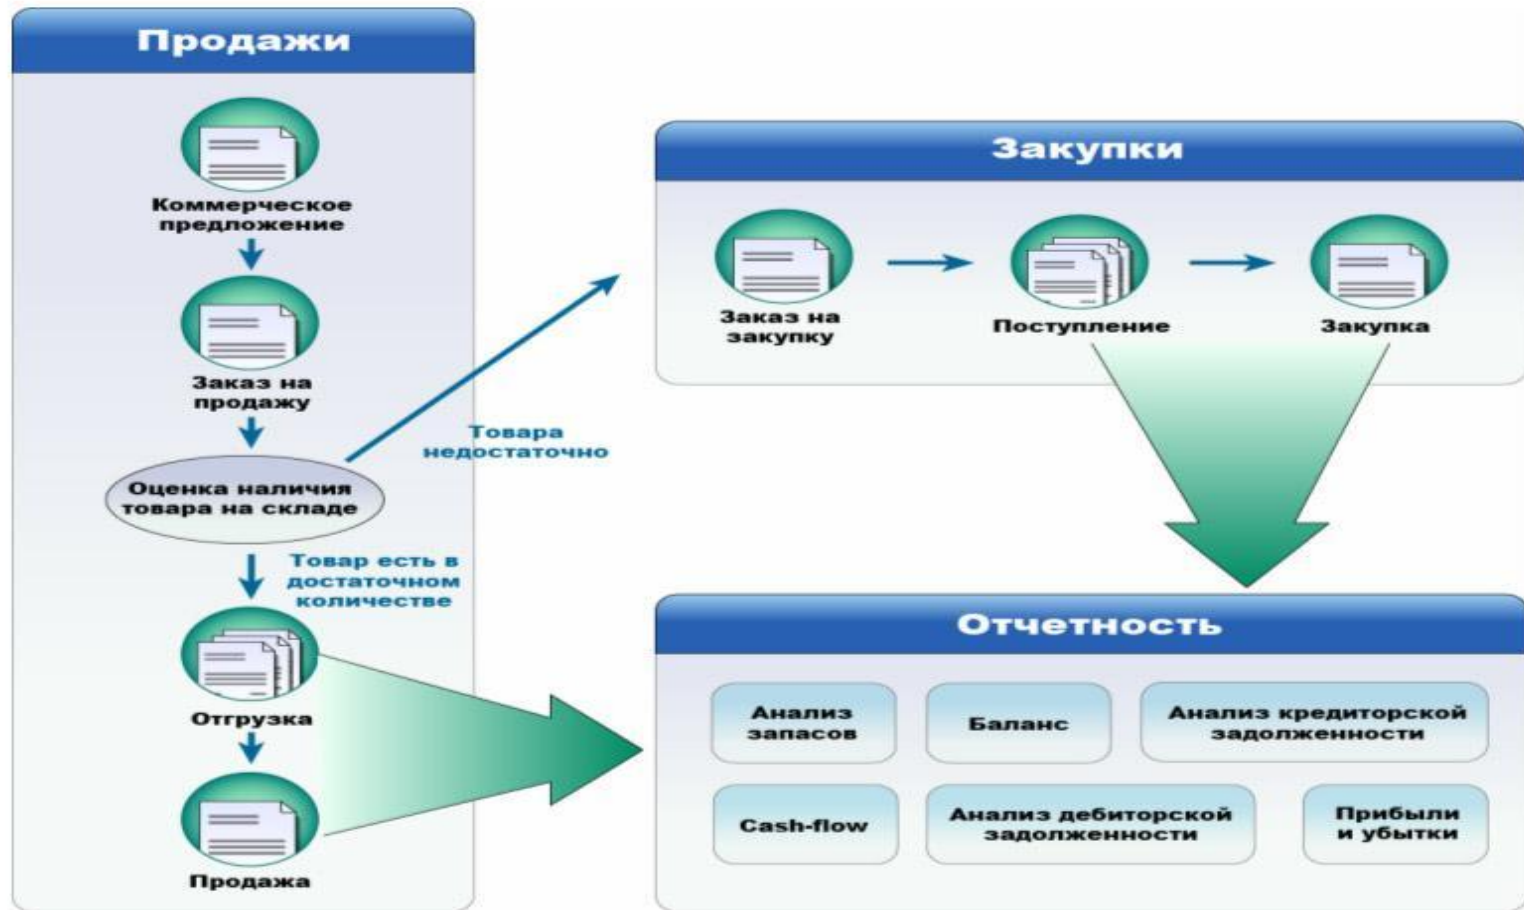 Продажи
Коммерческое
предложение
Заказ на
продажу
Оценка наличия
товара на складе
Товара
недостаточно
Товар есть в
достаточном
количестве
Отгрузка
Продажа
Закупки
Заказ на
закупку
Поступление
Закупка
Отчетность
Анализ
запасов
Баланс
Анализ кредиторской
задолженности
Cash-flow
Анализ дебиторской
задолженности
Прибыли
и убытки